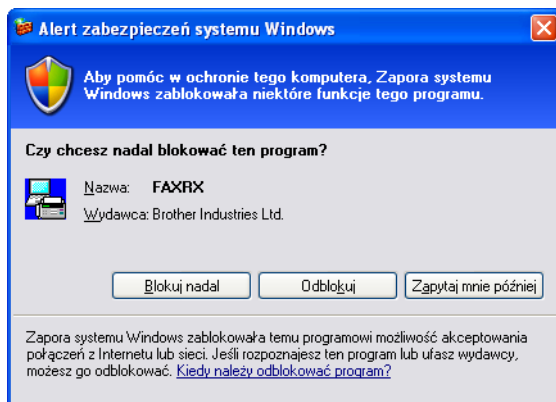 Alert zabezpieczeń systemu Windows
Aby pomóc w ochronie tego komputera, Zapora systemu
Windows zablokowała niektóre funkcje tego programu.
Czy chcesz nadal blokować ten program?
Nazwa: FAXRX
Wydawca: Brother Industries Ltd.
Blokuj nadal Odblokuj Zapytaj mnie później
Zapora systemu Windows zablokowała temu programowi możliwość akceptowania
połączeń z Internetu lub sieci. Jeśli rozpoznajesz ten program lub ufasz wydawcy,
możesz go odblokować. Kiedy należy odblokować program?